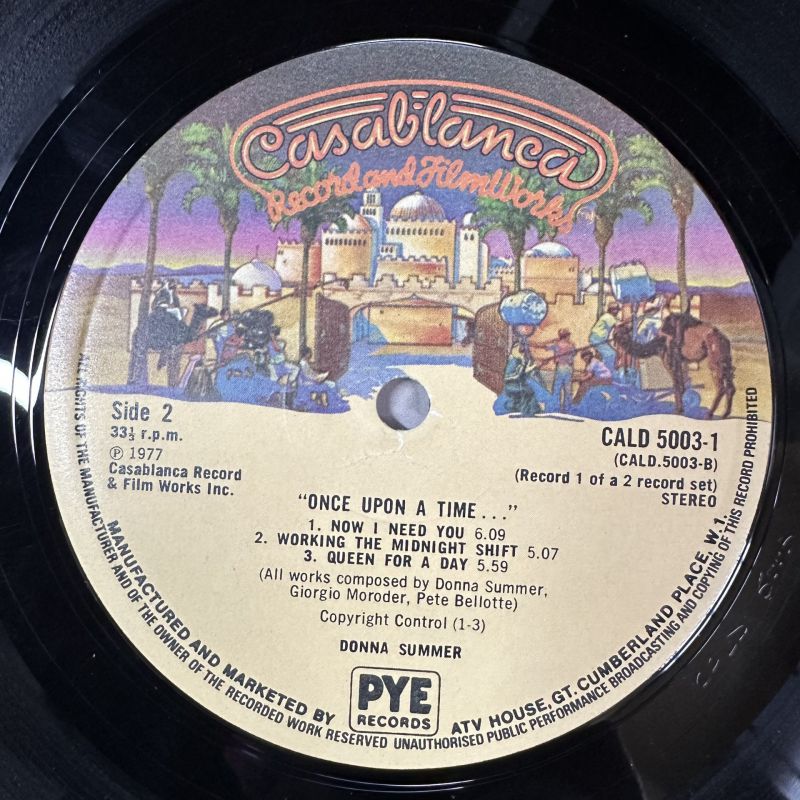 Casablanca
Record and FilmWorks
TM
Side 2
33⅓ r.p.m.
℗ 1977
Casablanca Record
& Film Works Inc.
CALD 5003-1
(CALD.5003-B)
(Record 1 of a 2 record set)
STEREO
"ONCE UPON A TIME..."
1. NOW I NEED YOU 6.09
2. WORKING THE MIDNIGHT SHIFT 5.07
3. QUEEN FOR A DAY 5.59
(All works composed by Donna Summer,
Giorgio Moroder, Pete Bellotte)
Copyright Control (1-3)
DONNA SUMMER
MANUFACTURED AND MARKETED BY PYE RECORDS ATV HOUSE, GT. CUMBERLAND PLACE, W.1.
ALL RIGHTS OF THE MANUFACTURER AND OF THE OWNER OF THE RECORDED WORK RESERVED UNAUTHORISED PUBLIC PERFORMANCE BROADCASTING AND COPYING OF THIS RECORD PROHIBITED